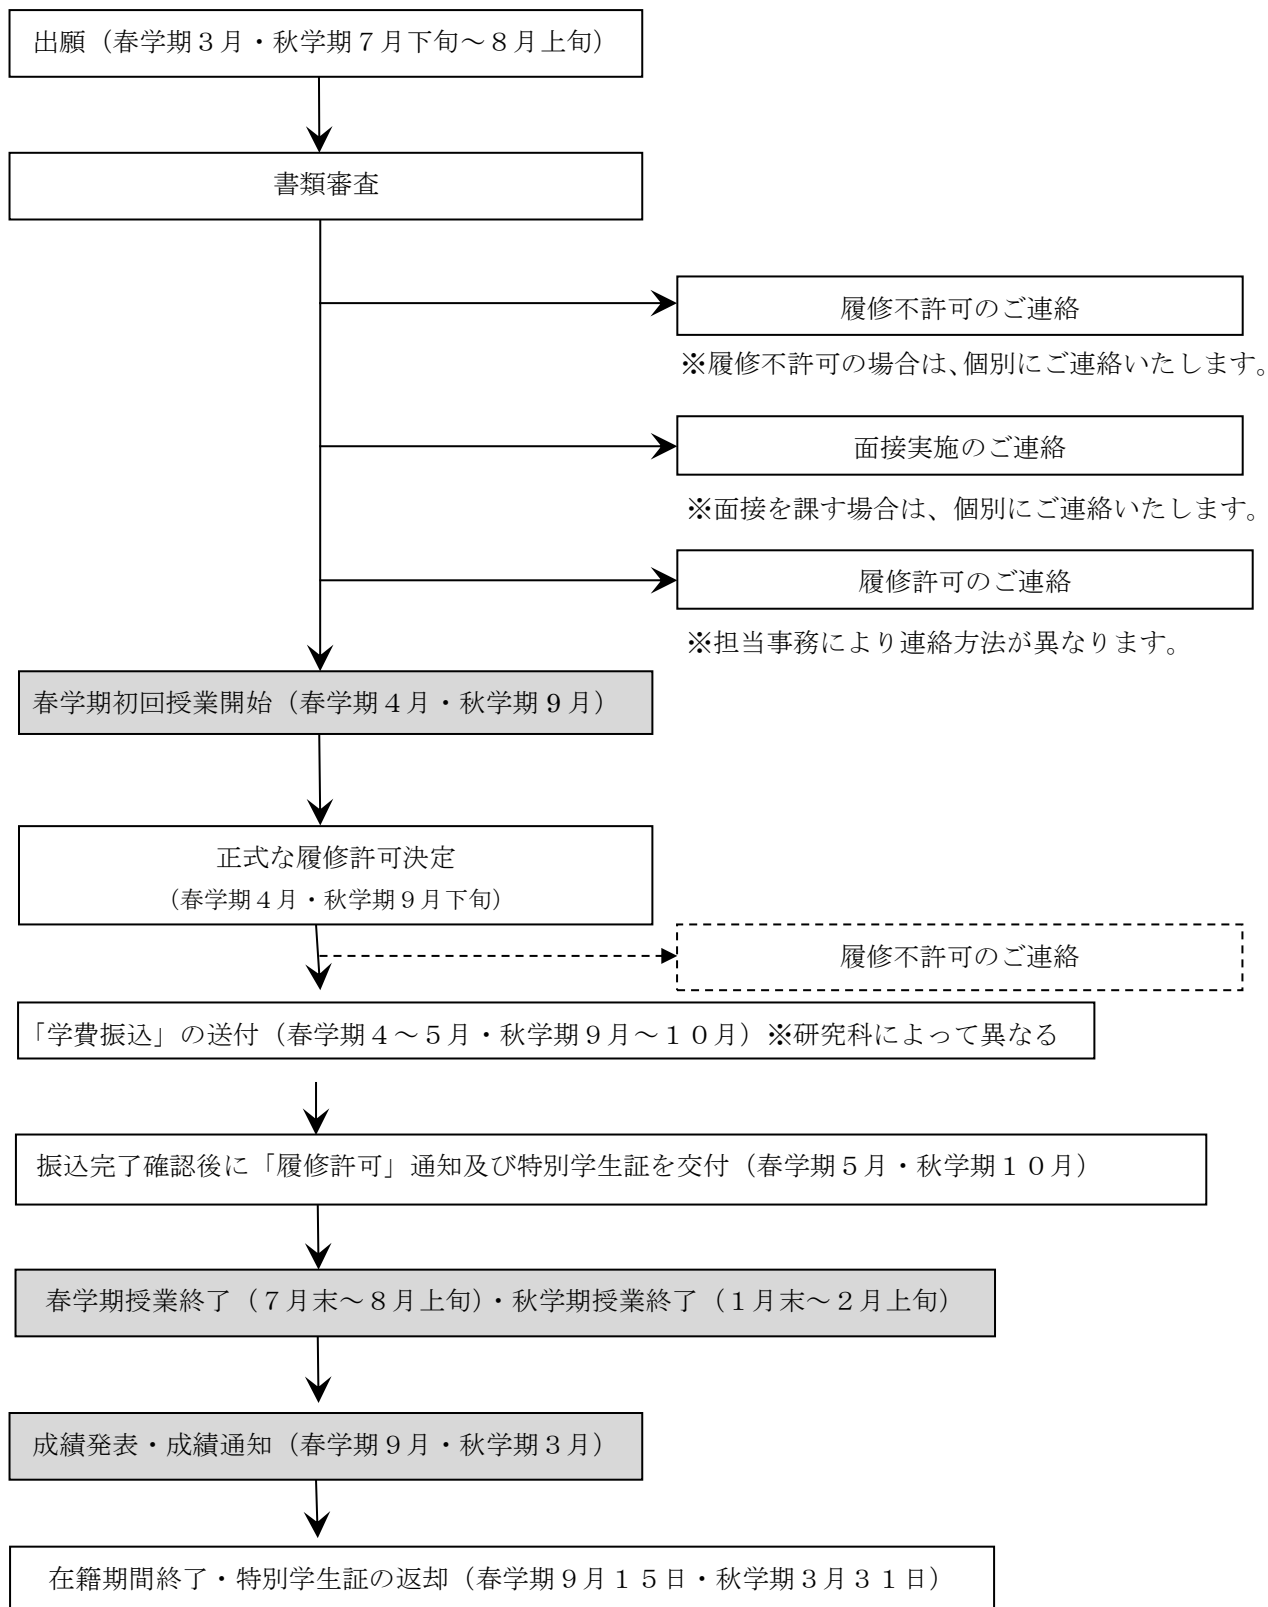 出願（春学期３月・秋学期７月下旬～８月上旬）
書類審査
履修不許可のご連絡
※履修不許可の場合は、個別にご連絡いたします。
面接実施のご連絡
※面接を課す場合は、個別にご連絡いたします。
履修許可のご連絡
※担当事務により連絡方法が異なります。
春学期初回授業開始（春学期４月・秋学期 9 月）
正式な履修許可決定
（春学期４月・秋学期９月下旬）
履修不許可のご連絡
「学費振込」の送付（春学期４～５月・秋学期９月～１０月）※研究科によって異なる
振込完了確認後に「履修許可」通知及び特別学生証を交付（春学期５月・秋学期１０月）
春学期授業終了（７月末～８月上旬）・秋学期授業終了（１月末～２月上旬）
成績発表・成績通知（春学期９月・秋学期３月）
在籍期間終了・特別学生証の返却（春学期９月１５日・秋学期３月３１日）